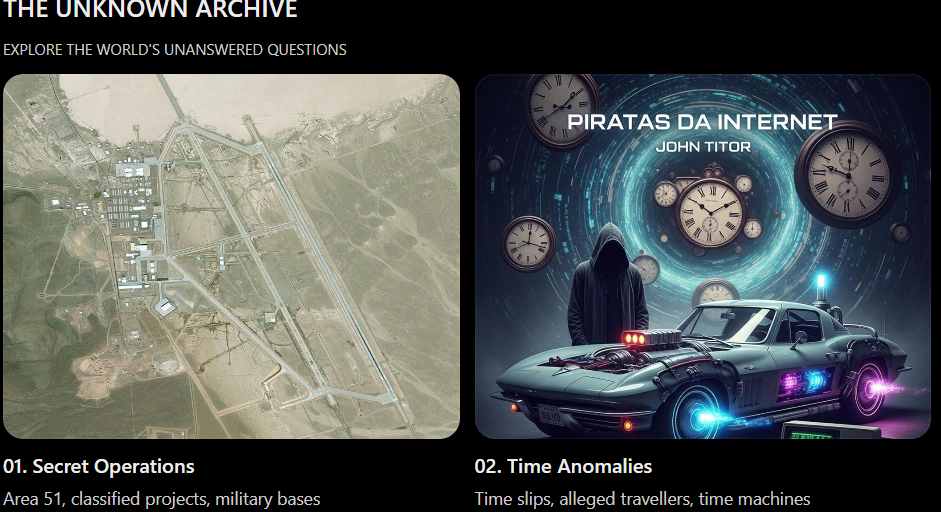 THE UNKNOWN ARCHIVE
EXPLORE THE WORLD'S UNANSWERED QUESTIONS
PIRATAS DA INTERNET
JOHN TITOR
01. Secret Operations
Area 51, classified projects, military bases
02. Time Anomalies
Time slips, alleged travellers, time machines